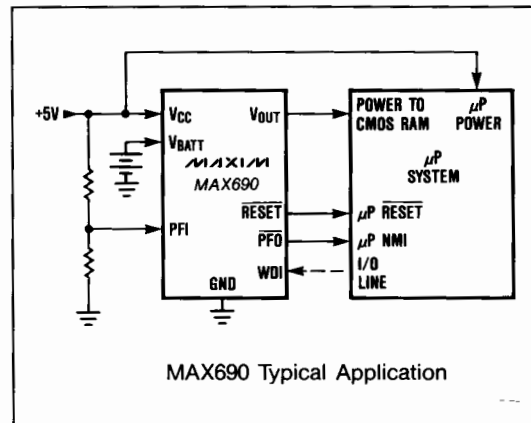 +5V
VCC
VBATT
MAXIM
MAX690
PFI
GND
VOUT
RESET
PFO
WDI
POWER TO
CMOS RAM
μP
POWER
μP
SYSTEM
μP RESET
μP NMI
I/O
LINE
MAX690 Typical Application